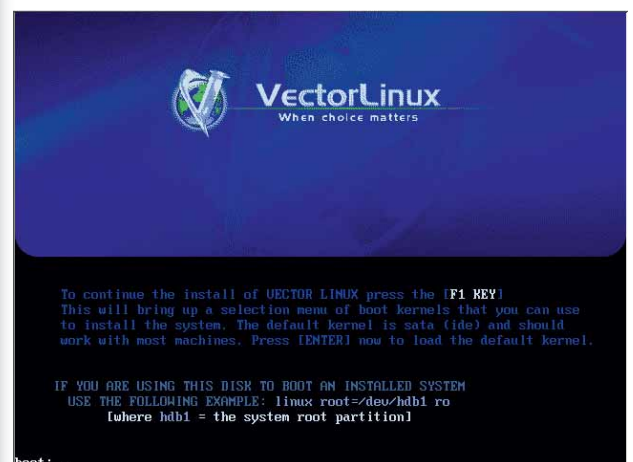 VectorLinux
When choice matters
To continue the install of VECTOR LINUX press the [F1 KEY]
This will bring up a selection menu of boot kernels that you can use
to install the system. The default kernel is sata (ide) and should
work with most machines. Press [ENTER] now to load the default kernel.
IF YOU ARE USING THIS DISK TO BOOT AN INSTALLED SYSTEM
USE THE FOLLOWING EXAMPLE: linux root=/dev/hdb1 ro
[where hdb1 = the system root partition]
boot: